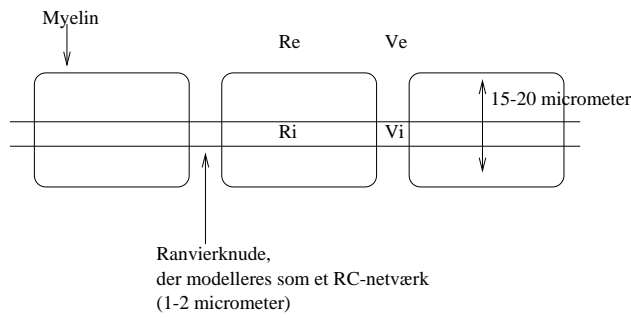 Myelin
Re
Ve
15-20 micrometer
Ri
Vi
Ranvierknude,
der modelleres som et RC-netværk
(1-2 micrometer)